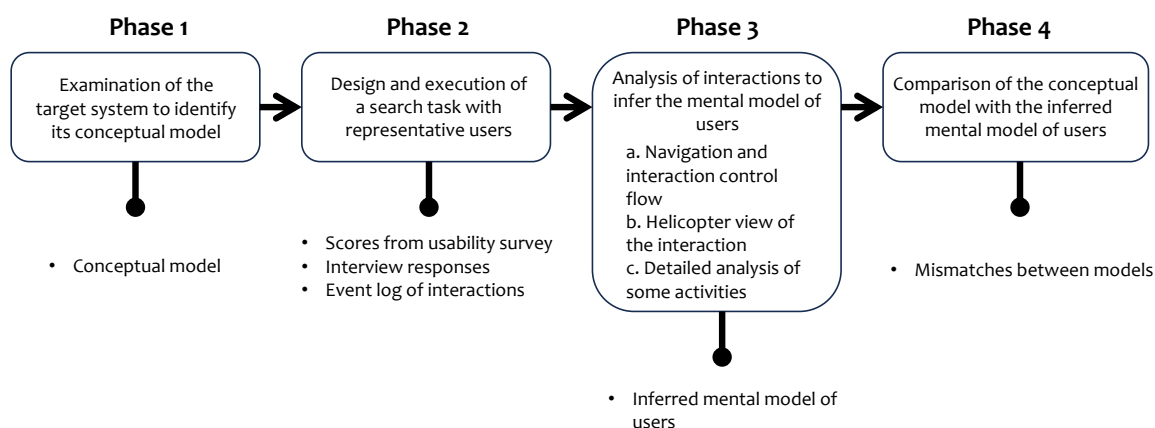 Phase 1
Examination of the
target system to identify
its conceptual model
• Conceptual model
Phase 2
Design and execution of
a search task with
representative users
• Scores from usability survey
• Interview responses
• Event log of interactions
Phase 3
Analysis of interactions to
infer the mental model of
users
a. Navigation and
interaction control
flow
b. Helicopter view of
the interaction
c. Detailed analysis of
some activities
• Inferred mental model of
users
Phase 4
Comparison of the conceptual
model with the inferred
mental model of users
• Mismatches between models